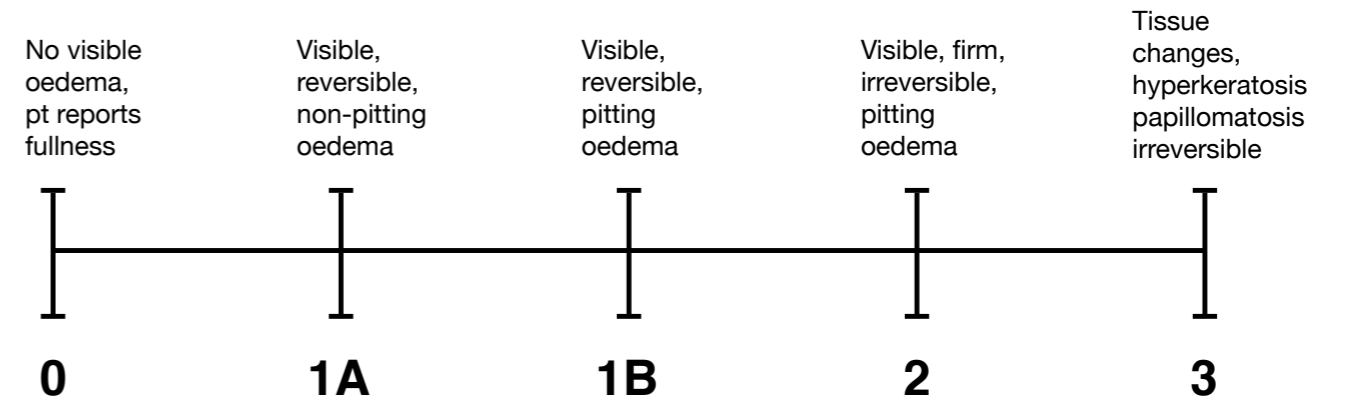 No visible
oedema,
pt reports
fullness
Visible,
reversible,
non-pitting
oedema
Visible,
reversible,
pitting
oedema
Visible, firm,
irreversible,
pitting
oedema
Tissue
changes,
hyperkeratosis
papillomatosis
irreversible
0
1A
1B
2
3